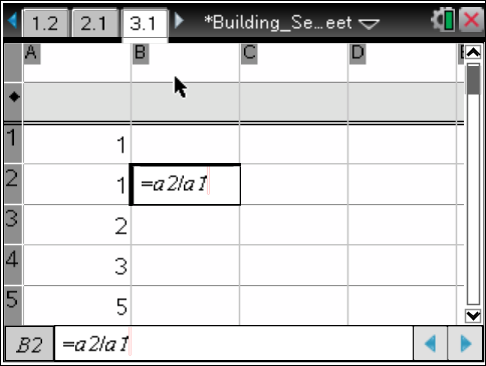 1.2 2.1 3.1 *Building_Se...eet
A B C D E
◆
1 1
2 1 =a2/a1
3 2
4 3
5 5
B2 =a2/a1